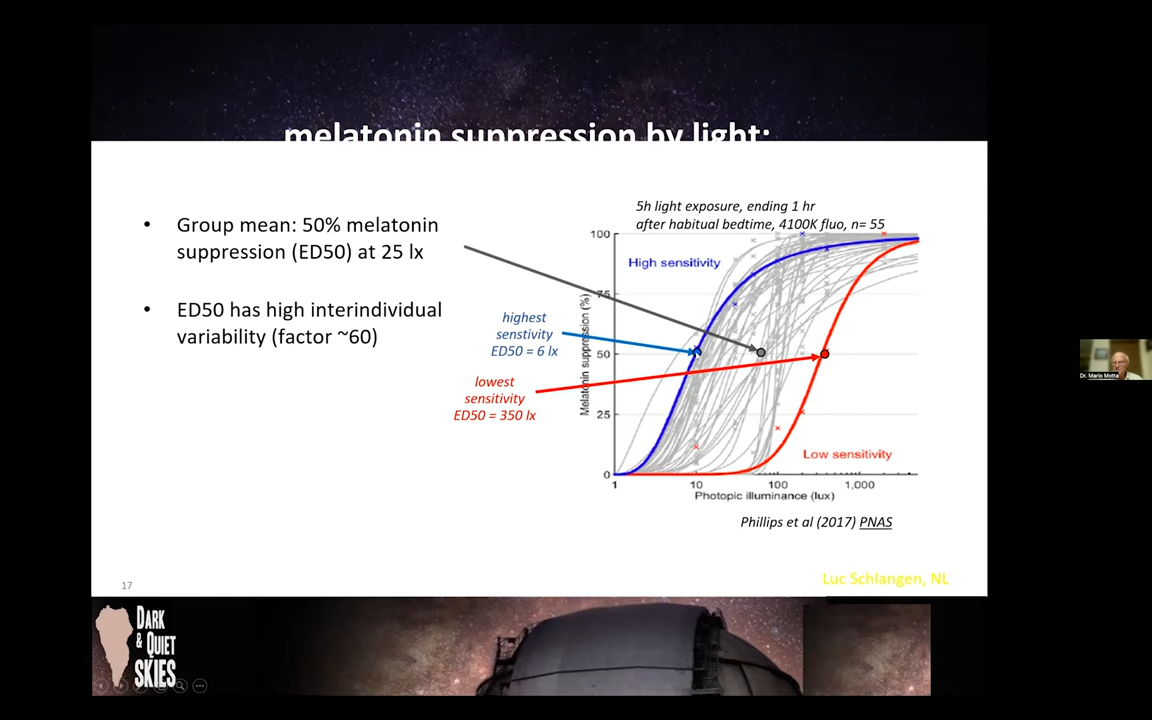 melatonin suppression by light:
• Group mean: 50% melatonin
suppression (ED50) at 25 lx
• ED50 has high interindividual
variability (factor ~60)
5h light exposure, ending 1 hr
after habitual bedtime, 4100K fluo, n= 55
highest
senstivity
ED50 = 6 lx
lowest
sensitivity
ED50 = 350 lx
Melatonin suppression (%)
100
75
50
25
0
High sensitivity
Low sensitivity
1
10
100
1,000
Photopic illuminance (lux)
Phillips et al (2017) PNAS
17
Luc Schlangen, NL
DARK
& QUIET
SKIES
Dr. Mario Motta